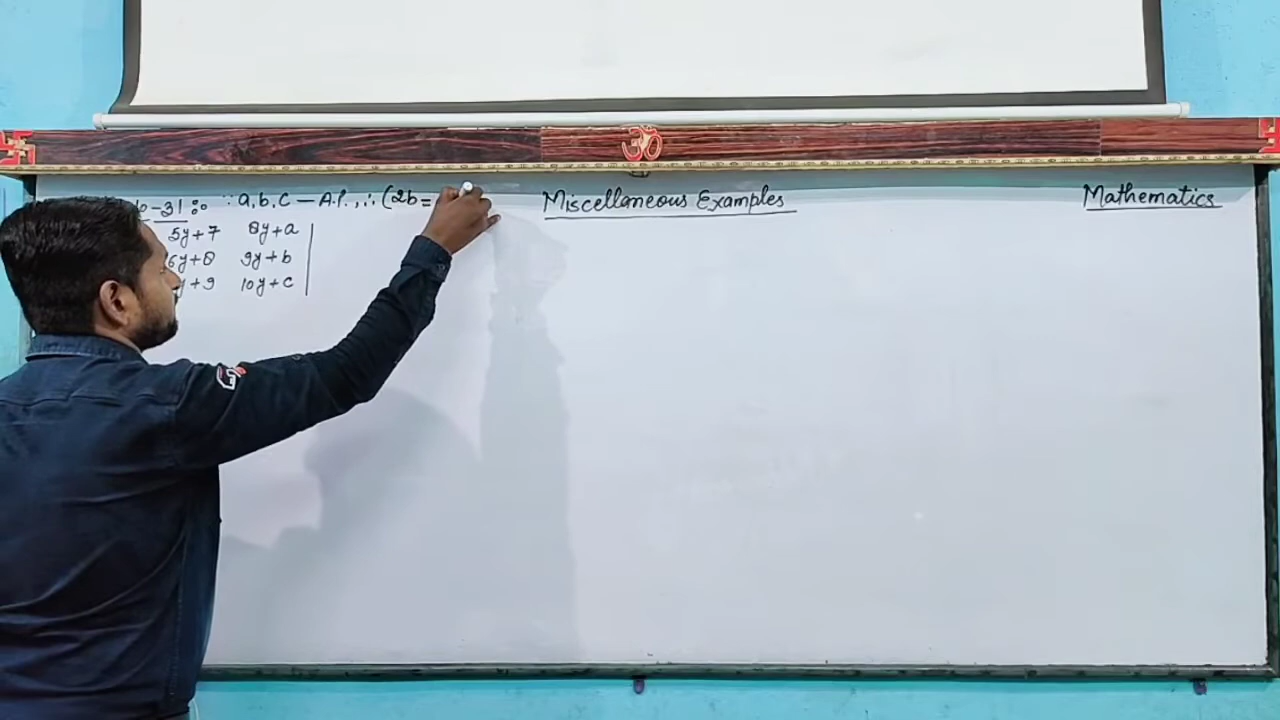 -31 :∘ ∵ a, b, c — A.P., ∴ (2b =
Miscellaneous Examples
Mathematics
5y+7 8y+a
6y+8 9y+b
y+9 10y+c
ॐ